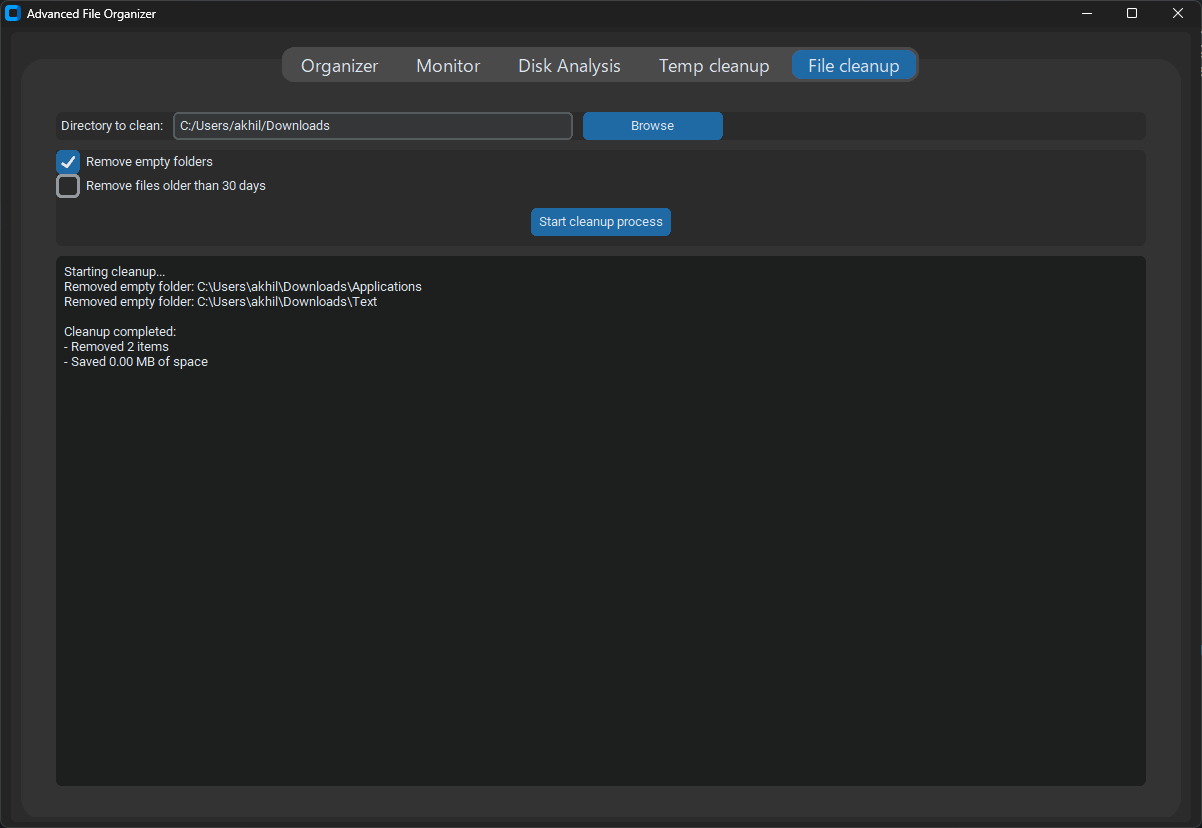 Advanced File Organizer
Organizer Monitor Disk Analysis Temp cleanup File cleanup
Directory to clean: C:/Users/akhil/Downloads Browse
Remove empty folders
Remove files older than 30 days
Start cleanup process
Starting cleanup...
Removed empty folder: C:\Users\akhil\Downloads\Applications
Removed empty folder: C:\Users\akhil\Downloads\Text
Cleanup completed:
- Removed 2 items
- Saved 0.00 MB of space